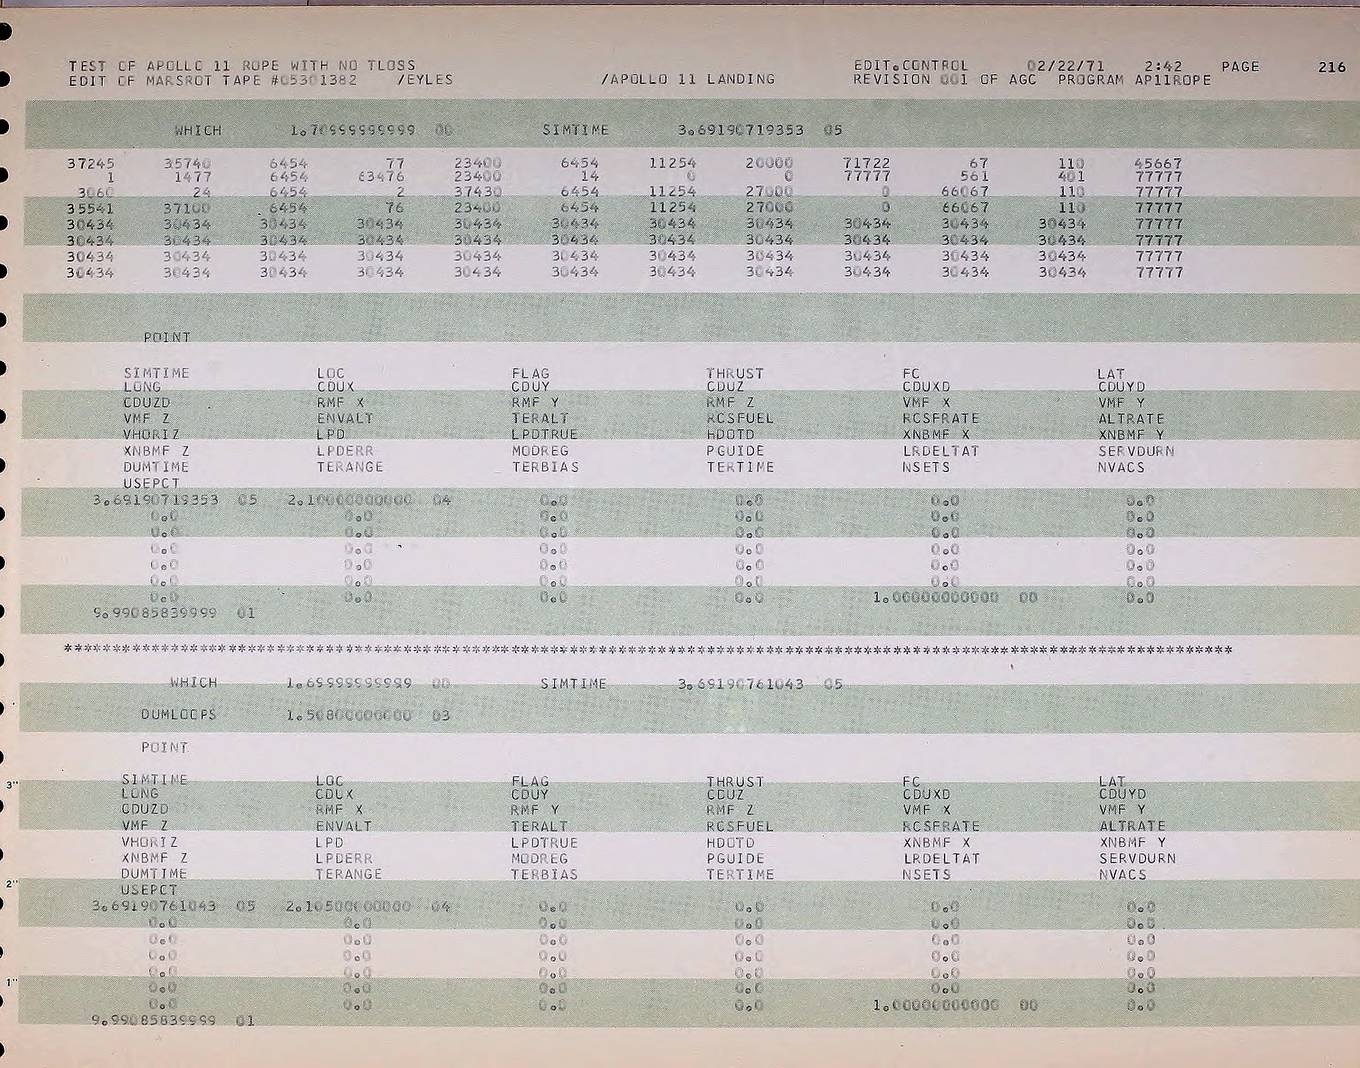 TEST OF APOLLO 11 ROPE WITH NO TLOSS EDIT.CONTROL 02/22/71 2:42 PAGE 216
EDIT OF MARSROT TAPE #05301382 /EYLES /APOLLO 11 LANDING REVISION 001 OF AGC PROGRAM AP11ROPE
WHICH 1.70999999999 00 SIMTIME 3.69190719353 05
37245 35740 6454 77 23400 6454 11254 20000 71722 67 110 45667
1 1477 6454 63476 23400 14 0 0 77777 561 401 77777
3060 24 6454 2 37430 6454 11254 27000 0 66067 110 77777
35541 37100 6454 76 23400 6454 11254 27000 0 66067 110 77777
30434 30434 30434 30434 30434 30434 30434 30434 30434 30434 30434 77777
30434 30434 30434 30434 30434 30434 30434 30434 30434 30434 30434 77777
30434 30434 30434 30434 30434 30434 30434 30434 30434 30434 30434 77777
30434 30434 30434 30434 30434 30434 30434 30434 30434 30434 30434 77777
POINT
SIMTIME LOC FLAG THRUST FC LAT
LONG CDUX CDUY CDUZ CDUXD CDUYD
CDUZD RMF X RMF Y RMF Z VMF X VMF Y
VMF Z ENVALT TERALT RCSFUEL RCSFRATE ALTRATE
VHORIZ LPD LPDTRUE HDOTD XNBMF X XNBMF Y
XNBMF Z LPDERR MODREG PGUIDE LRDELTAT SERVDURN
DUMTIME TERANGE TERBIAS TERTIME NSETS NVACS
USEPCT
3.69190719353 05 2.10000000000 04 0.0 0.0 0.0 0.0
0.0 0.0 0.0 0.0 0.0 0.0
0.0 0.0 0.0 0.0 0.0 0.0
0.0 0.0 0.0 0.0 0.0 0.0
0.0 0.0 0.0 0.0 0.0 0.0
0.0 0.0 0.0 0.0 0.0 0.0
0.0 0.0 0.0 0.0 1.00000000000 00 0.0
9.99085839999 01
************************************************************************************************************************
WHICH 1.69999999999 00 SIMTIME 3.69190761043 05
DUMLOOPS 1.50800000000 03
POINT
SIMTIME LOC FLAG THRUST FC LAT
LONG CDUX CDUY CDUZ CDUXD CDUYD
CDUZD RMF X RMF Y RMF Z VMF X VMF Y
VMF Z ENVALT TERALT RCSFUEL RCSFRATE ALTRATE
VHORIZ LPD LPDTRUE HDOTD XNBMF X XNBMF Y
XNBMF Z LPDERR MODREG PGUIDE LRDELTAT SERVDURN
DUMTIME TERANGE TERBIAS TERTIME NSETS NVACS
USEPCT
3.69190761043 05 2.10500000000 04 0.0 0.0 0.0 0.0
0.0 0.0 0.0 0.0 0.0 0.0
0.0 0.0 0.0 0.0 0.0 0.0
0.0 0.0 0.0 0.0 0.0 0.0
0.0 0.0 0.0 0.0 0.0 0.0
0.0 0.0 0.0 0.0 0.0 0.0
0.0 0.0 0.0 0.0 1.00000000000 00 0.0
9.99085839999 01
3"
2"
1"